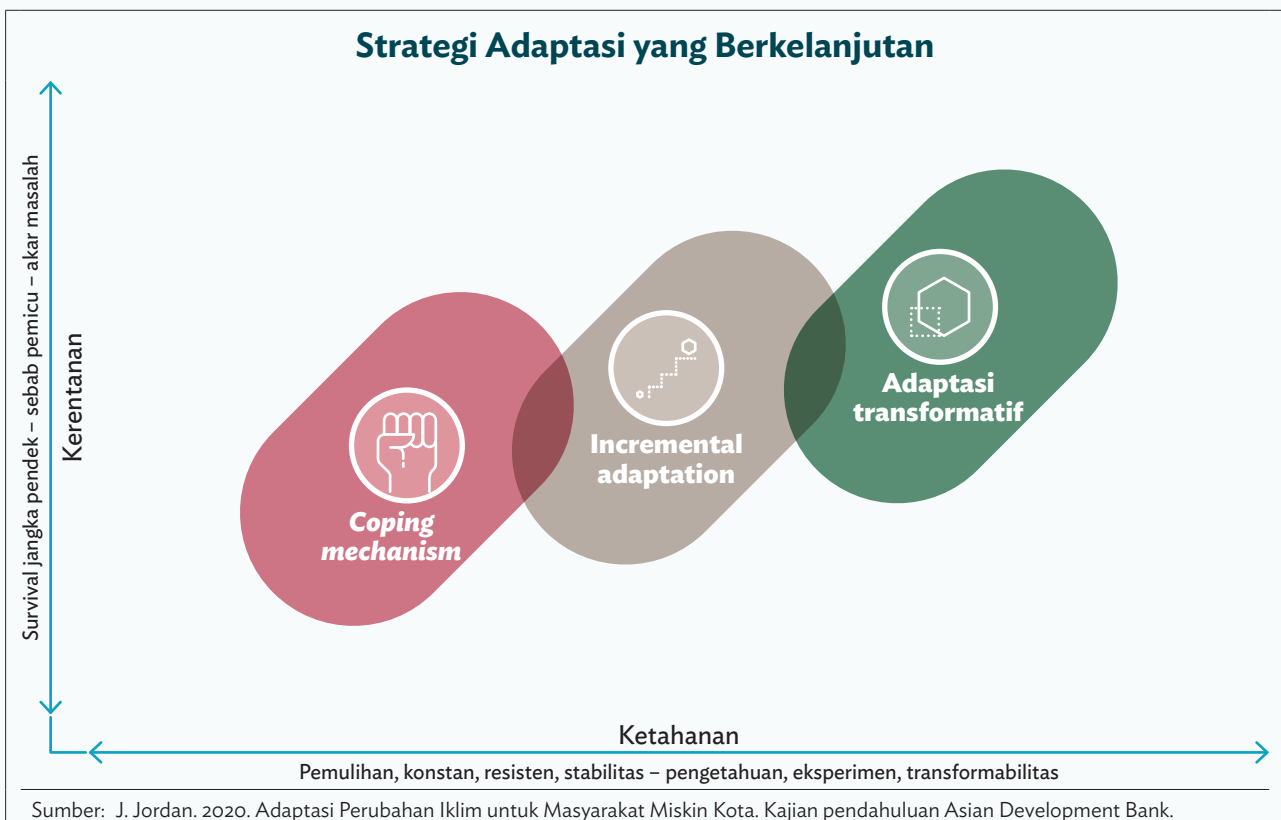 Strategi Adaptasi yang Berkelanjutan
Survival jangka pendek – sebab pemicu – akar masalah
Kerentanan
Coping
mechanism
Incremental
adaptation
Adaptasi
transformatif
Ketahanan
Pemulihan, konstan, resisten, stabilitas – pengetahuan, eksperimen, transformabilitas
Sumber: J. Jordan. 2020. Adaptasi Perubahan Iklim untuk Masyarakat Miskin Kota. Kajian pendahuluan Asian Development Bank.